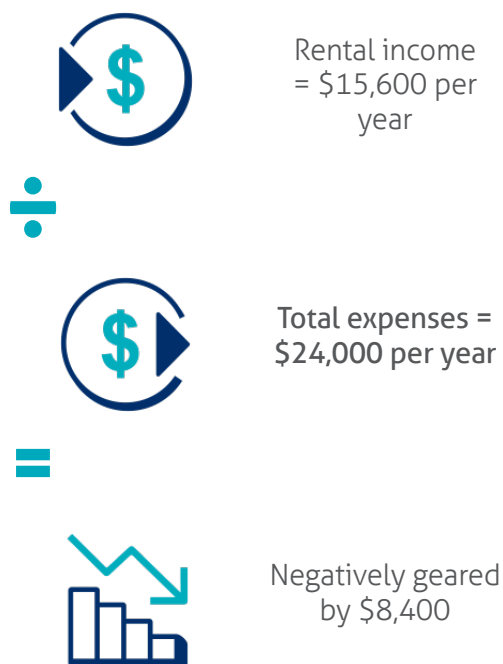 $
Rental income
= $15,600 per
year
÷
$
Total expenses =
$24,000 per year
=
Negatively geared
by $8,400